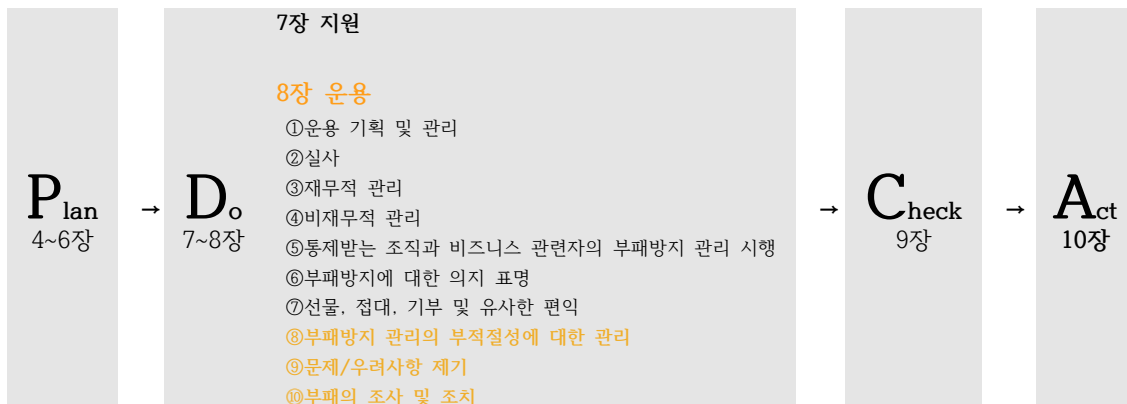 Plan
4~6장
→
Do
7~8장
7장 지원
8장 운용
①운용 기획 및 관리
②실사
③재무적 관리
④비재무적 관리
⑤통제받는 조직과 비즈니스 관련자의 부패방지 관리 시행
⑥부패방지에 대한 의지 표명
⑦선물, 접대, 기부 및 유사한 편익
⑧부패방지 관리의 부적절성에 대한 관리
⑨문제/우려사항 제기
⑩부패의 조사 및 조치
→
Check
9장
→
Act
10장